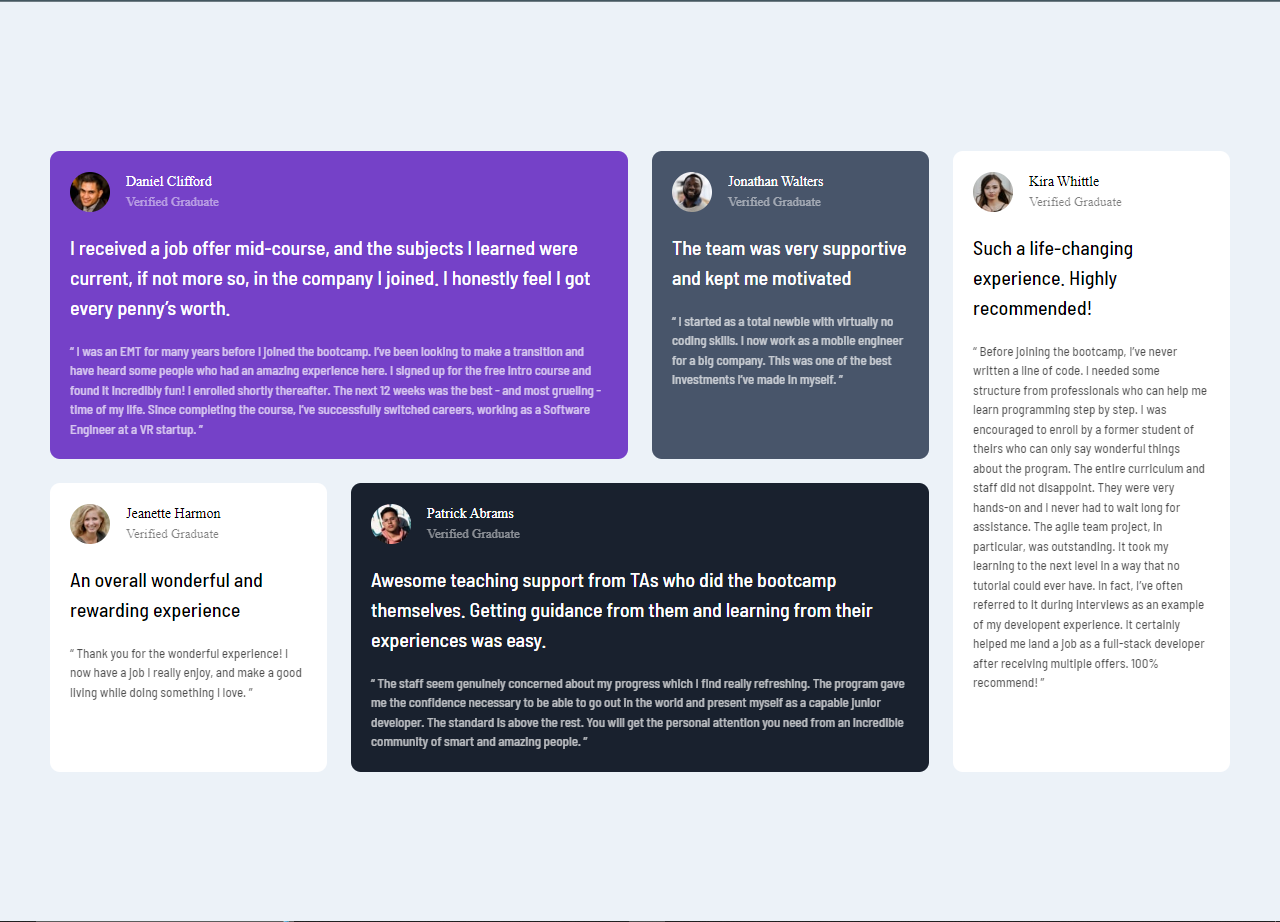 Daniel Clifford
Verified Graduate
I received a job offer mid-course, and the subjects I learned were
current, if not more so, in the company I joined. I honestly feel I got
every penny’s worth.
“ I was an EMT for many years before I joined the bootcamp. I’ve been looking to make a transition and
have heard some people who had an amazing experience here. I signed up for the free intro course and
found it incredibly fun! I enrolled shortly thereafter. The next 12 weeks was the best - and most grueling -
time of my life. Since completing the course, I’ve successfully switched careers, working as a Software
Engineer at a VR startup. ”
Jonathan Walters
Verified Graduate
The team was very supportive
and kept me motivated
“ I started as a total newbie with virtually no
coding skills. I now work as a mobile engineer
for a big company. This was one of the best
investments I’ve made in myself. ”
Kira Whittle
Verified Graduate
Such a life-changing
experience. Highly
recommended!
“ Before joining the bootcamp, I’ve never
written a line of code. I needed some
structure from professionals who can help me
learn programming step by step. I was
encouraged to enroll by a former student of
theirs who can only say wonderful things
about the program. The entire curriculum and
staff did not disappoint. They were very
hands-on and I never had to wait long for
assistance. The agile team project, in
particular, was outstanding. It took my
learning to the next level in a way that no
tutorial could ever have. In fact, I’ve often
referred to it during interviews as an example
of my developent experience. It certainly
helped me land a job as a full-stack developer
after receiving multiple offers. 100%
recommend! ”
Jeanette Harmon
Verified Graduate
An overall wonderful and
rewarding experience
“ Thank you for the wonderful experience! I
now have a job I really enjoy, and make a good
living while doing something I love. ”
Patrick Abrams
Verified Graduate
Awesome teaching support from TAs who did the bootcamp
themselves. Getting guidance from them and learning from their
experiences was easy.
“ The staff seem genuinely concerned about my progress which I find really refreshing. The program gave
me the confidence necessary to be able to go out in the world and present myself as a capable junior
developer. The standard is above the rest. You will get the personal attention you need from an incredible
community of smart and amazing people. ”